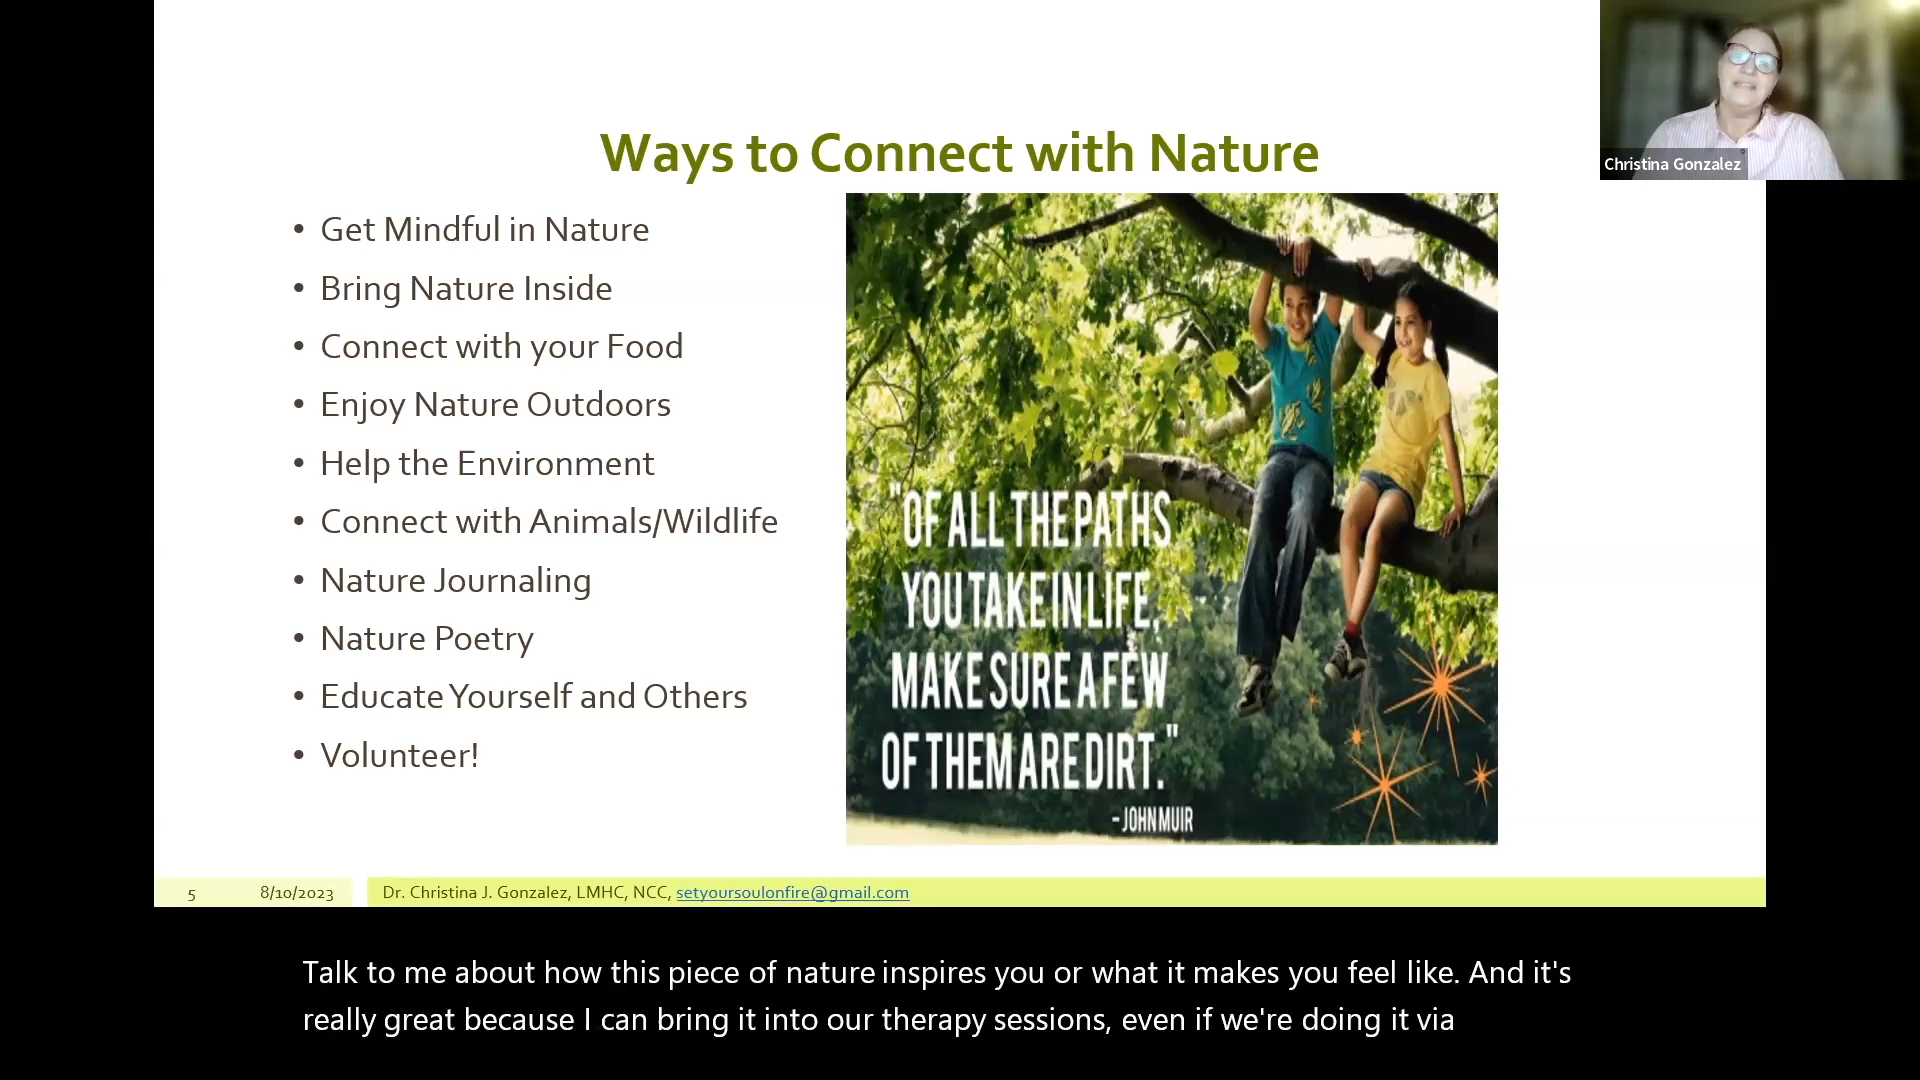 Christina Gonzalez
Ways to Connect with Nature
• Get Mindful in Nature
• Bring Nature Inside
• Connect with your Food
• Enjoy Nature Outdoors
• Help the Environment
• Connect with Animals/Wildlife
• Nature Journaling
• Nature Poetry
• Educate Yourself and Others
• Volunteer!
"OF ALL THE PATHS
YOU TAKE IN LIFE,
MAKE SURE A FEW
OF THEM ARE DIRT."
- JOHN MUIR
5 8/10/2023 Dr. Christina J. Gonzalez, LMHC, NCC, setyoursoulonfire@gmail.com
Talk to me about how this piece of nature inspires you or what it makes you feel like. And it's
really great because I can bring it into our therapy sessions, even if we're doing it via